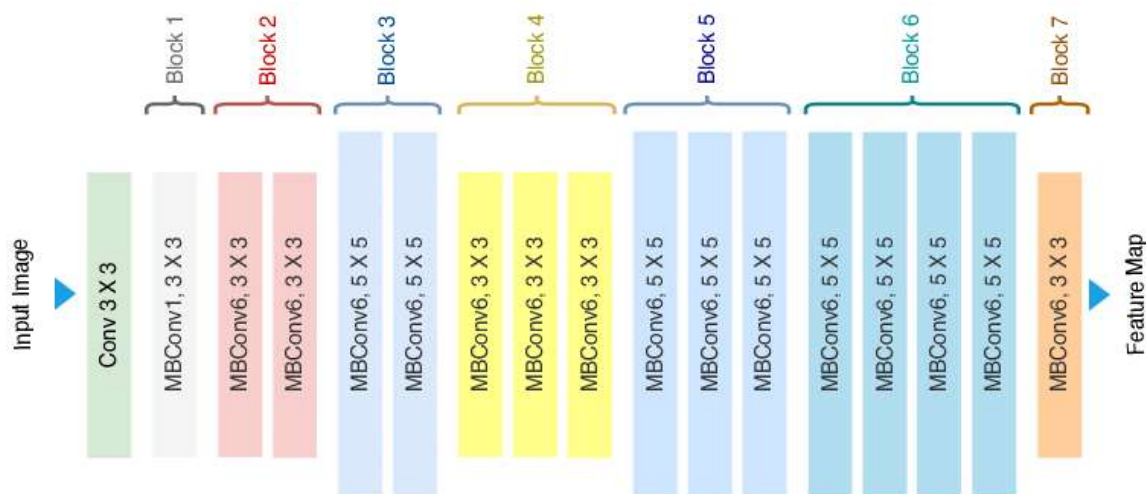 Input Image
Conv 3 X 3
Block 1
MBConv1, 3 X 3
Block 2
MBConv6, 3 X 3
MBConv6, 3 X 3
Block 3
MBConv6, 5 X 5
MBConv6, 5 X 5
Block 4
MBConv6, 3 X 3
MBConv6, 3 X 3
MBConv6, 3 X 3
Block 5
MBConv6, 5 X 5
MBConv6, 5 X 5
MBConv6, 5 X 5
Block 6
MBConv6, 5 X 5
MBConv6, 5 X 5
MBConv6, 5 X 5
MBConv6, 5 X 5
Block 7
MBConv6, 3 X 3
Feature Map